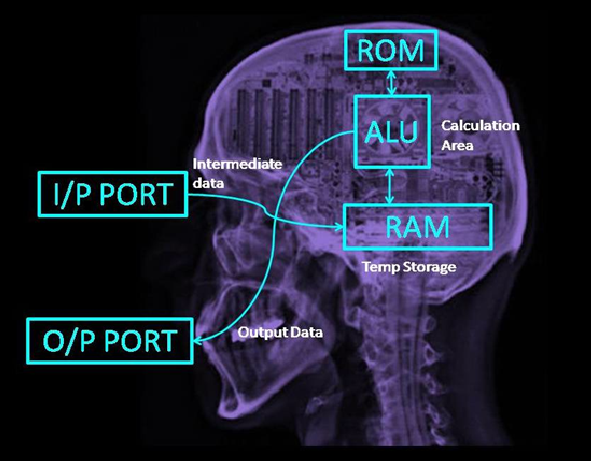 ROM
ALU
Calculation
Area
Intermediate
data
I/P PORT
RAM
Temp Storage
Output Data
O/P PORT